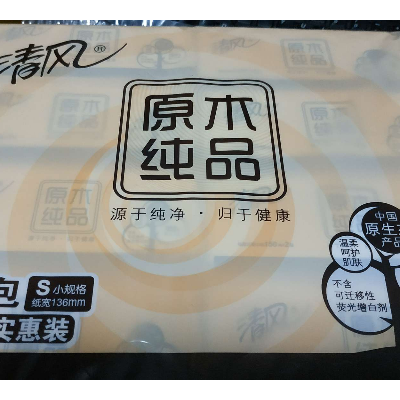 清风®
原木
纯品
源于纯净·归于健康
中国
原生
产品
温柔
呵护
肌肤
不含
可迁移性
荧光增白剂
包
S 小规格
纸宽136mm
实惠装